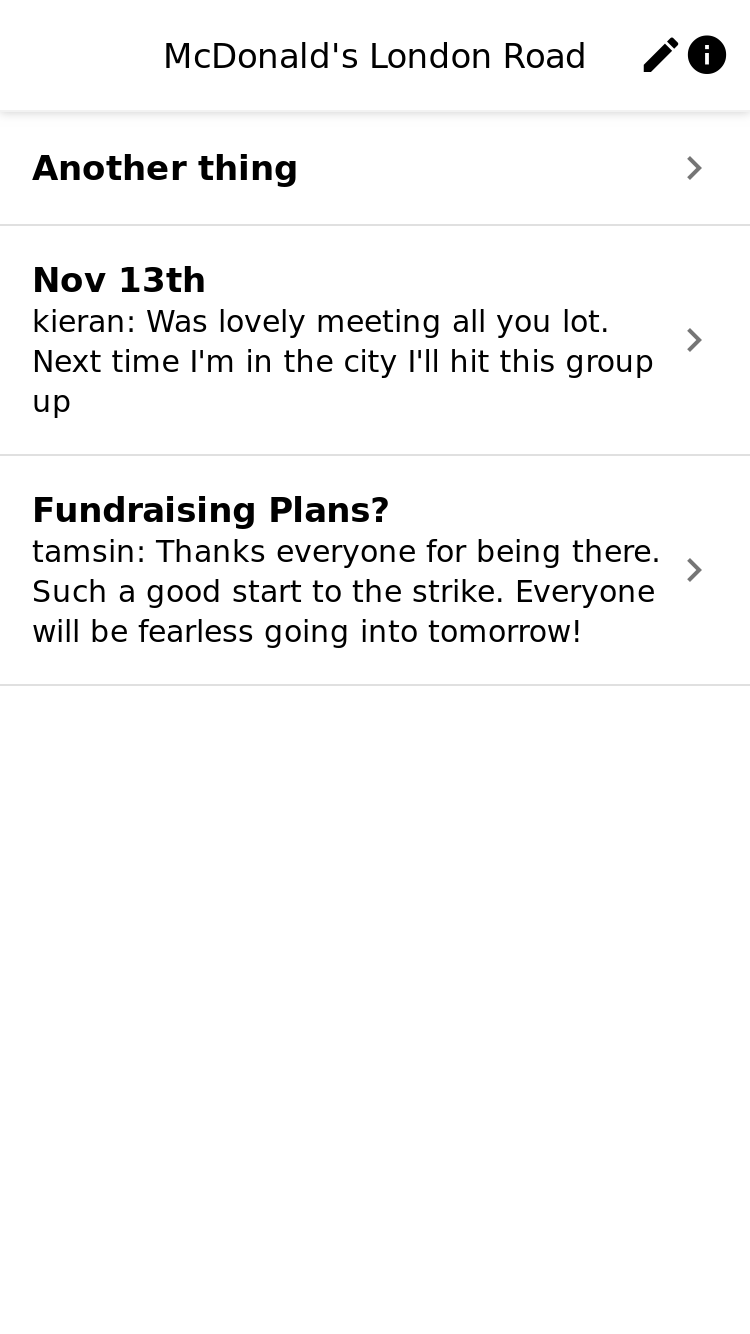 McDonald's London Road
Another thing
Nov 13th
kieran: Was lovely meeting all you lot.
Next time I'm in the city I'll hit this group
up
Fundraising Plans?
tamsin: Thanks everyone for being there.
Such a good start to the strike. Everyone
will be fearless going into tomorrow!